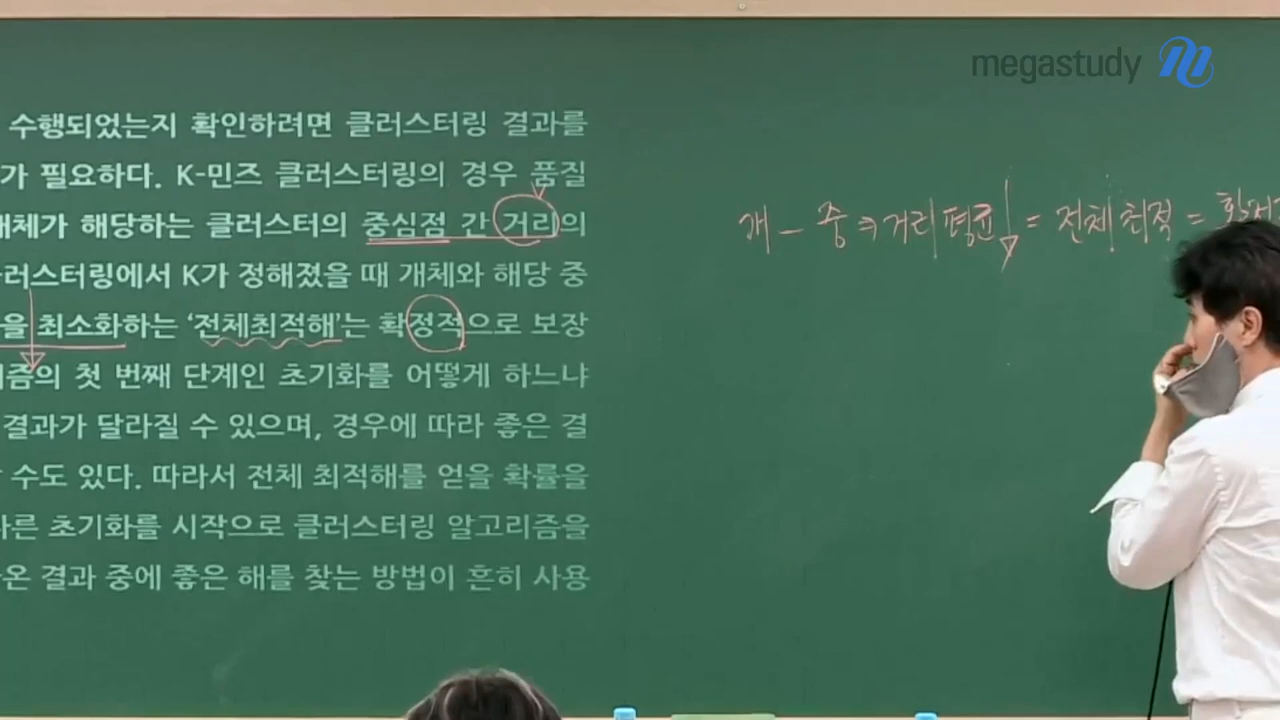 megastudy
수행되었는지 확인하려면 클러스터링 결과를
가 필요하다. K-민즈 클러스터링의 경우 품질
개체가 해당하는 클러스터의 중심점 간 거리의
러스터링에서 K가 정해졌을 때 개체와 해당 중
을 최소화하는 ‘전체최적해’는 확정적으로 보장
즘의 첫 번째 단계인 초기화를 어떻게 하느냐
결과가 달라질 수 있으며, 경우에 따라 좋은 결
수도 있다. 따라서 전체 최적해를 얻을 확률을
다른 초기화를 시작으로 클러스터링 알고리즘을
온 결과 중에 좋은 해를 찾는 방법이 흔히 사용
개 - 중 ⇒ 거리 평균 ↓ = 전체 최적 =